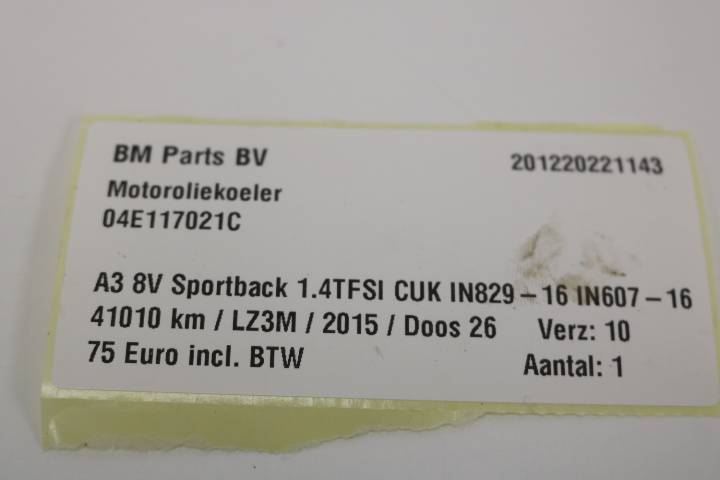 BM Parts BV 201220221143
Motoroliekoeler
04E117021C
A3 8V Sportback 1.4TFSI CUK IN829-16 IN607-16
41010 km / LZ3M / 2015 / Doos 26 Verz: 10
75 Euro incl. BTW Aantal: 1